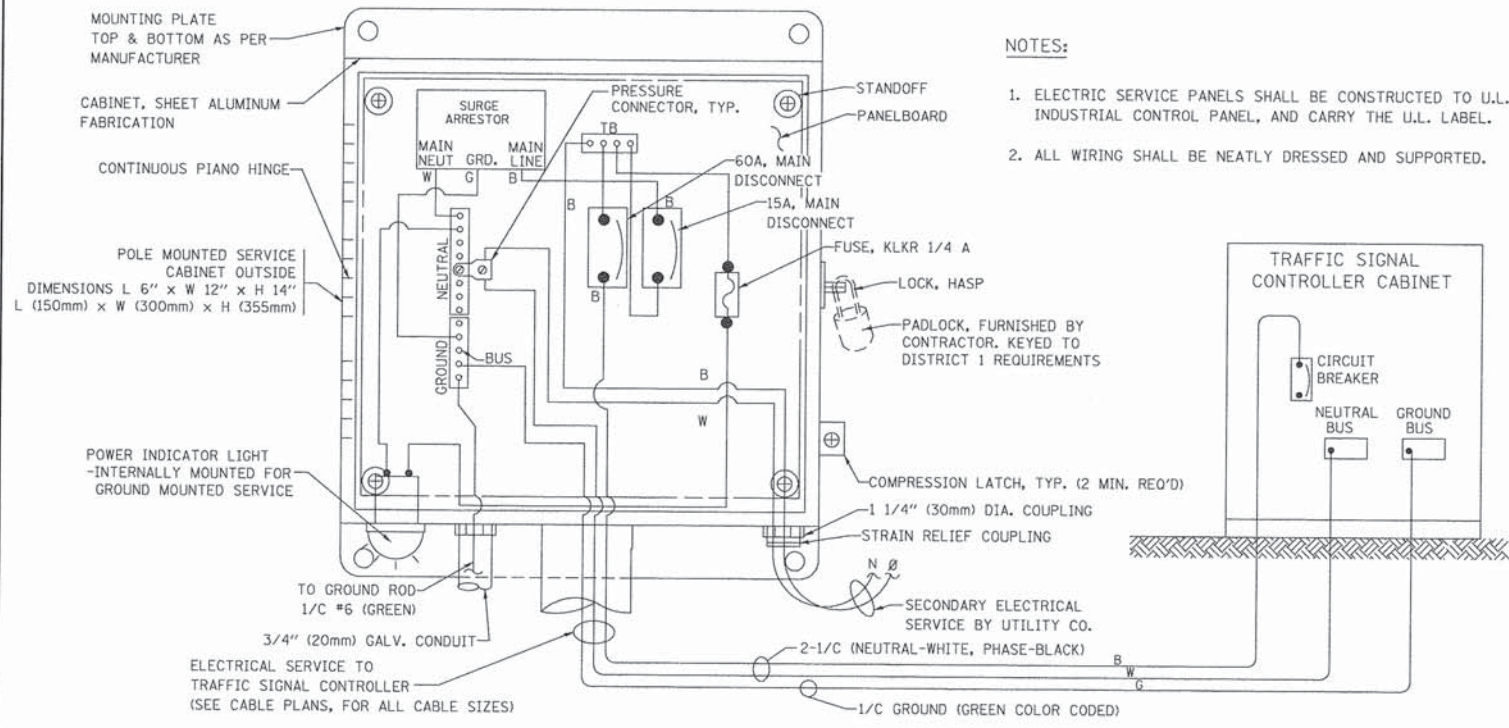 MOUNTING PLATE
TOP & BOTTOM AS PER
MANUFACTURER
CABINET, SHEET ALUMINUM
FABRICATION
CONTINUOUS PIANO HINGE
POLE MOUNTED SERVICE
CABINET OUTSIDE
DIMENSIONS L 6" x W 12" x H 14"
L (150mm) x W (300mm) x H (355mm)
POWER INDICATOR LIGHT
-INTERNALLY MOUNTED FOR
GROUND MOUNTED SERVICE
SURGE
ARRESTOR
MAIN
NEUT
GRD.
MAIN
LINE
W
G
B
PRESSURE
CONNECTOR, TYP.
TB
NEUTRAL
GROUND
BUS
B
B
B
B
W
STANDOFF
PANELBOARD
60A, MAIN
DISCONNECT
15A, MAIN
DISCONNECT
FUSE, KLKR 1/4 A
LOCK, HASP
PADLOCK, FURNISHED BY
CONTRACTOR. KEYED TO
DISTRICT 1 REQUIREMENTS
COMPRESSION LATCH, TYP. (2 MIN. REQ'D)
1 1/4" (30mm) DIA. COUPLING
STRAIN RELIEF COUPLING
N Ø
SECONDARY ELECTRICAL
SERVICE BY UTILITY CO.
TO GROUND ROD
1/C #6 (GREEN)
3/4" (20mm) GALV. CONDUIT
ELECTRICAL SERVICE TO
TRAFFIC SIGNAL CONTROLLER
(SEE CABLE PLANS, FOR ALL CABLE SIZES)
2-1/C (NEUTRAL-WHITE, PHASE-BLACK)
B
W
G
1/C GROUND (GREEN COLOR CODED)
NOTES:
1. ELECTRIC SERVICE PANELS SHALL BE CONSTRUCTED TO U.L.
INDUSTRIAL CONTROL PANEL, AND CARRY THE U.L. LABEL.
2. ALL WIRING SHALL BE NEATLY DRESSED AND SUPPORTED.
TRAFFIC SIGNAL
CONTROLLER CABINET
CIRCUIT
BREAKER
NEUTRAL
BUS
GROUND
BUS